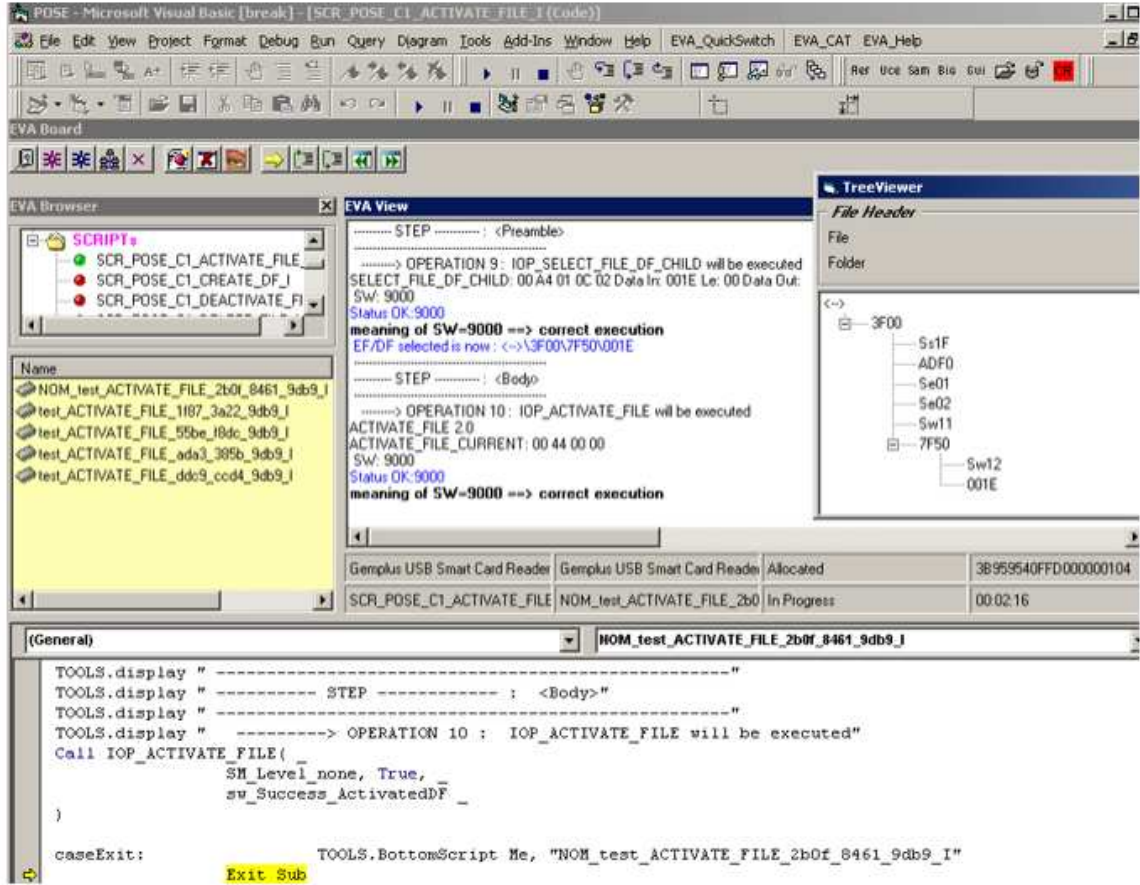 POSE - Microsoft Visual Basic [break] - [SCR_POSE_C1_ACTIVATE_FILE_I (Code)]
File Edit View Project Format Debug Run Query Diagram Tools Add-Ins Window Help EVA_QuickSwitch EVA_CAT EVA_Help
Rer Uce Sam Bio Gui
EVA Board
EVA Browser
SCRIPTs
SCR_POSE_C1_ACTIVATE_FILE_
SCR_POSE_C1_CREATE_DF_I
SCR_POSE_C1_DEACTIVATE_FI
Name
NOM_test_ACTIVATE_FILE_2b0f_8461_9db9_I
test_ACTIVATE_FILE_1f87_3a22_9db9_I
test_ACTIVATE_FILE_55be_f8dc_9db9_I
test_ACTIVATE_FILE_ada3_385b_9db9_I
test_ACTIVATE_FILE_ddc9_ccd4_9db9_I
EVA View
---------- STEP ------------ : <Preamble>
---------> OPERATION 9 : IOP_SELECT_FILE_DF_CHILD will be executed
SELECT_FILE_DF_CHILD: 00 A4 01 0C 02 Data In: 001E Le: 00 Data Out:
SW: 9000
Status OK:9000
meaning of SW=9000 ==> correct execution
EF/DF selected is now : <-->\3F00\7F50\001E
---------- STEP ------------ : <Body>
---------> OPERATION 10 : IOP_ACTIVATE_FILE will be executed
ACTIVATE_FILE 2.0
ACTIVATE_FILE_CURRENT: 00 44 00 00
SW: 9000
Status OK:9000
meaning of SW=9000 ==> correct execution
TreeViewer
File Header
File
Folder
<-->
3F00
Ss1F
ADF0
Se01
Se02
Sw11
7F50
Sw12
001E
Gemplus USB Smart Card Reader Gemplus USB Smart Card Reader Allocated 3B959540FFD000000104
SCR_POSE_C1_ACTIVATE_FILE NOM_test_ACTIVATE_FILE_2b0 In Progress 00:02:16
(General) NOM_test_ACTIVATE_FILE_2b0f_8461_9db9_I
TOOLS.display " --------------------------------------------------"
TOOLS.display " ---------- STEP ------------ : <Body>"
TOOLS.display " --------------------------------------------------"
TOOLS.display " ---------> OPERATION 10 : IOP_ACTIVATE_FILE will be executed"
Call IOP_ACTIVATE_FILE( _
SM_Level_none, True, _
sw_Success_ActivatedDF _
)
caseExit: TOOLS.BottomScript Me, "NOM_test_ACTIVATE_FILE_2b0f_8461_9db9_I"
Exit Sub